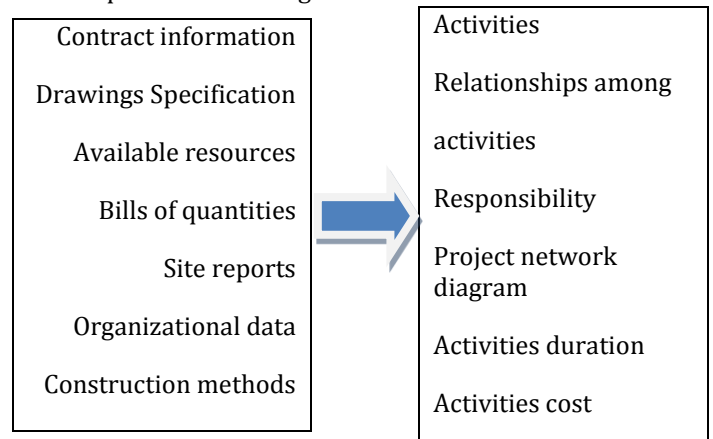 Contract information
Drawings Specification
Available resources
Bills of quantities
Site reports
Organizational data
Construction methods
Activities
Relationships among
activities
Responsibility
Project network
diagram
Activities duration
Activities cost